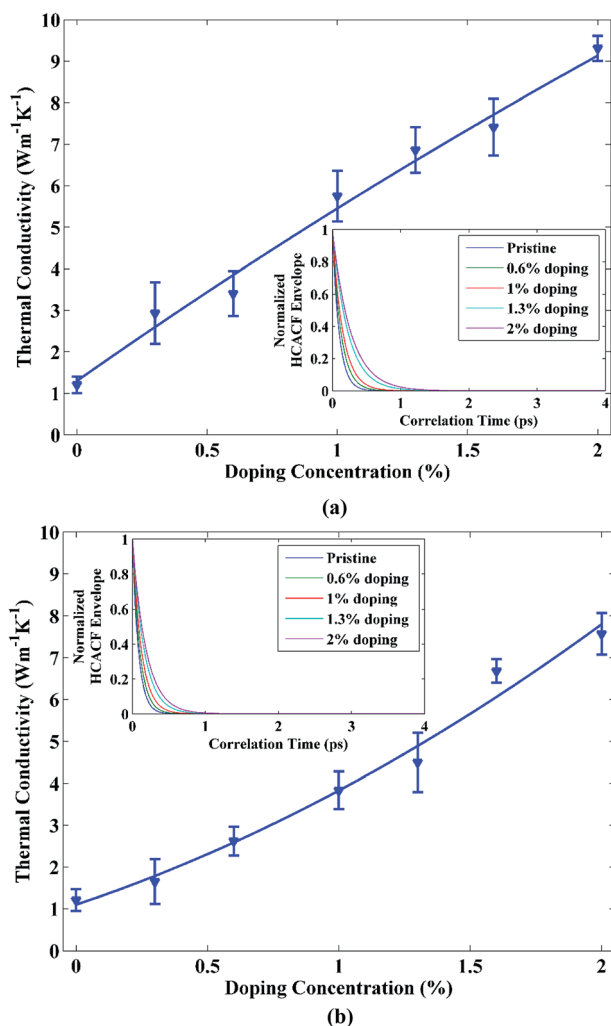 10
9
8
7
6
5
4
3
2
1
0
Thermal Conductivity (Wm⁻¹K⁻¹)
0 0.5 1 1.5 2
Doping Concentration (%)
1
0.8
0.6
0.4
0.2
0
Normalized
HCACF Envelope
Pristine
0.6% doping
1% doping
1.3% doping
2% doping
0 1 2 3 4
Correlation Time (ps)
(a)
10
9
8
7
6
5
4
3
2
1
0
Thermal Conductivity (Wm⁻¹K⁻¹)
1
0.8
0.6
0.4
0.2
0
Normalized
HCACF Envelope
Pristine
0.6% doping
1% doping
1.3% doping
2% doping
0 1 2 3 4
Correlation Time (ps)
0 0.5 1 1.5 2
Doping Concentration (%)
(b)